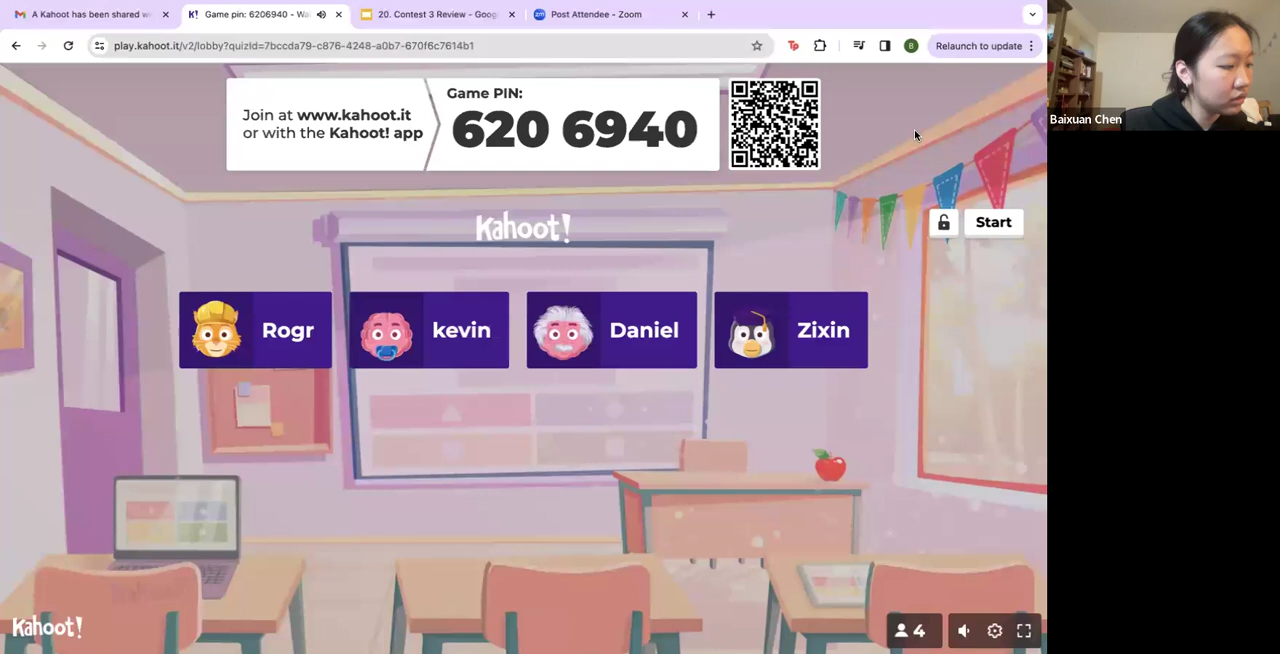 A Kahoot has been shared w
Game pin: 6206940 - Wa
20. Contest 3 Review - Goog
Post Attendee - Zoom
play.kahoot.it/v2/lobby?quizId=7bccda79-c876-4248-a0b7-670f6c7614b1
B
Relaunch to update
Join at www.kahoot.it
or with the Kahoot! app
Game PIN:
620 6940
Kahoot!
Start
Rogr
kevin
Daniel
Zixin
Kahoot!
4
Baixuan Chen